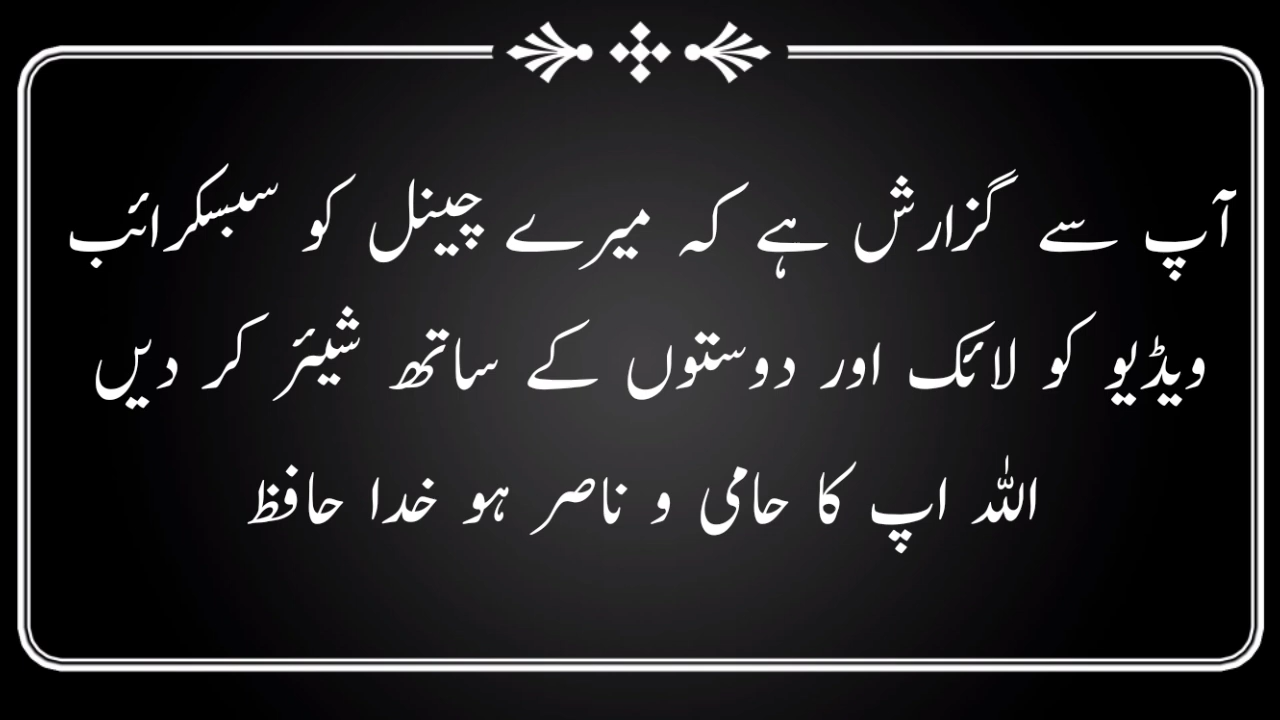 آپ سے گزارش ہے کہ میرے چینل کو سبسکرائب
ویڈیو کو لائک اور دوستوں کے ساتھ شیئر کر دیں
اللہ اپ کا حامی و ناصر ہو خدا حافظ